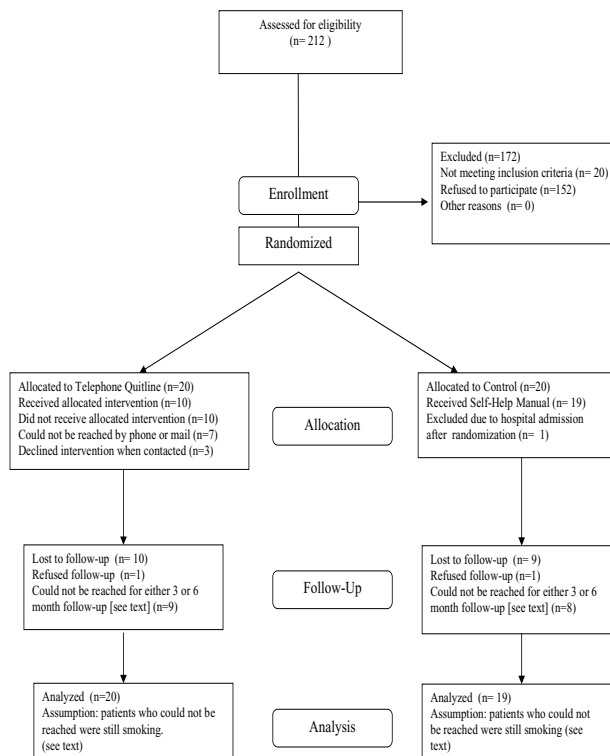 Assessed for eligibility
(n= 212 )
Excluded (n=172)
Not meeting inclusion criteria (n= 20)
Refused to participate (n=152)
Other reasons (n= 0)
Enrollment
Randomized
Allocated to Telephone Quitline (n=20)
Received allocated intervention (n=10)
Did not receive allocated intervention (n=10)
Could not be reached by phone or mail (n=7)
Declined intervention when contacted (n=3)
Allocation
Allocated to Control (n=20)
Received Self-Help Manual (n= 19)
Excluded due to hospital admission
after randomization (n= 1)
Lost to follow-up (n= 10)
Refused follow-up (n=1)
Could not be reached for either 3 or 6
month follow-up [see text] (n=9)
Follow-Up
Lost to follow-up (n= 9)
Refused follow-up (n=1)
Could not be reached for either 3 or 6
month follow-up [see text] (n=8)
Analyzed (n=20)
Assumption: patients who could not be
reached were still smoking.
(see text)
Analysis
Analyzed (n= 19)
Assumption: patients who could not
be reached were still smoking (see
text)